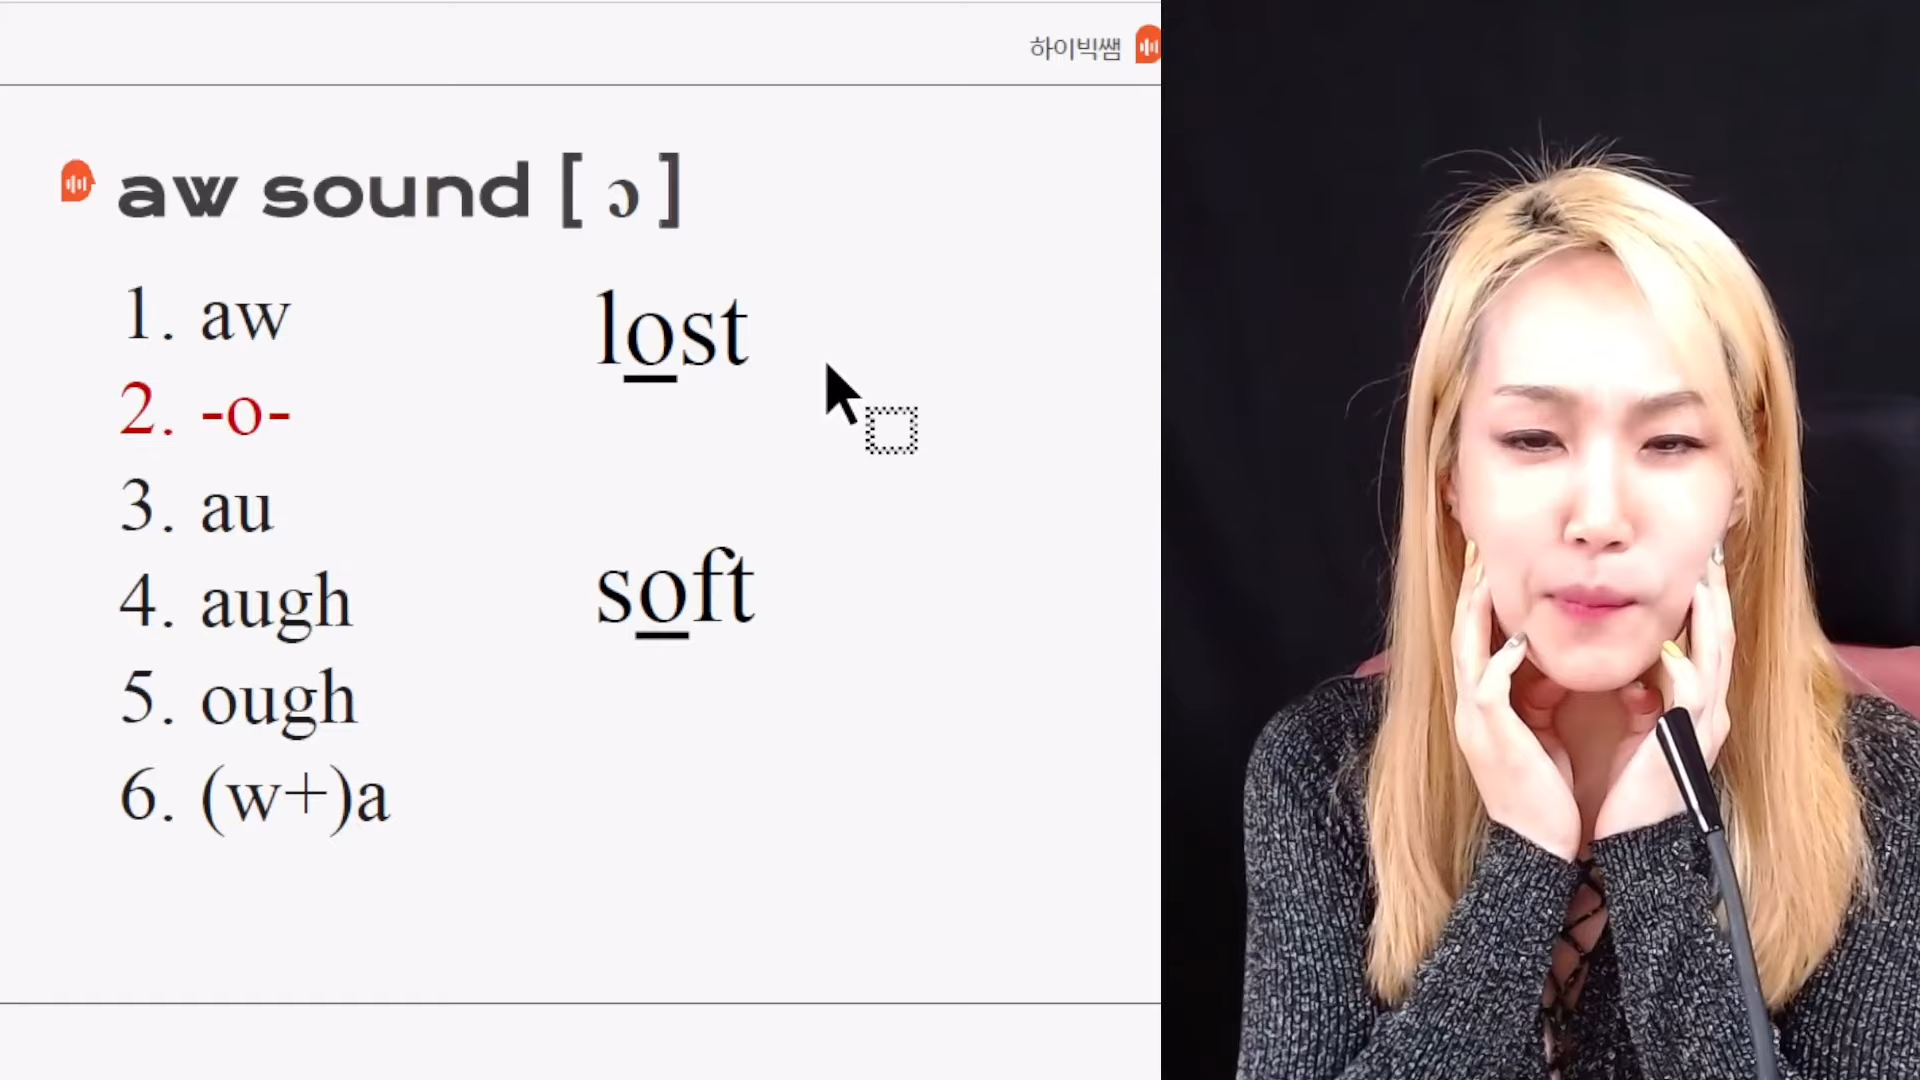 하이빅쌤
aw sound [ ɔ ]
1. aw
2. -o-
3. au
4. augh
5. ough
6. (w+)a
lost
soft